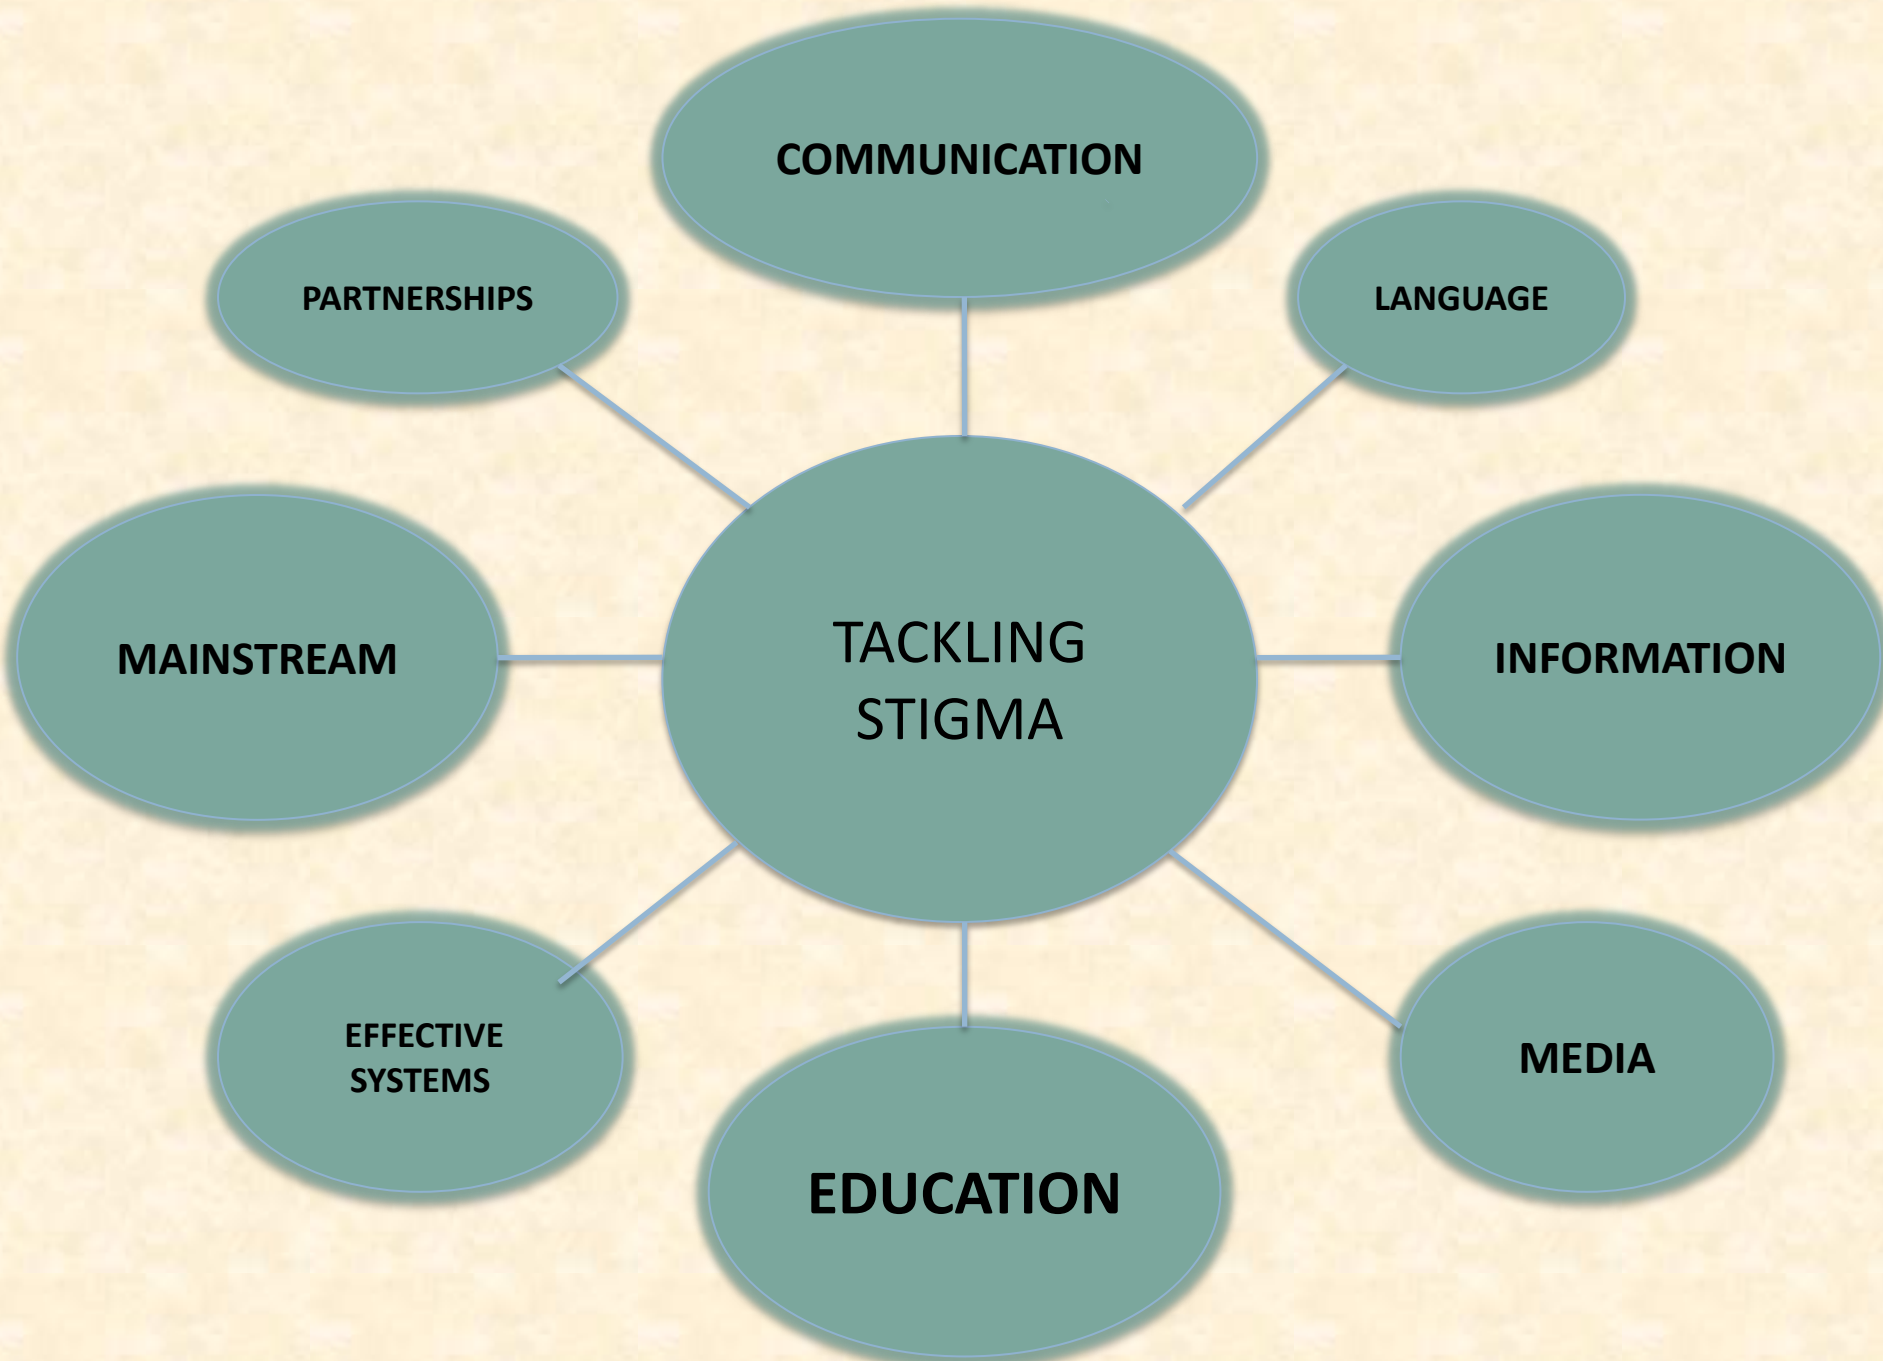 COMMUNICATION
PARTNERSHIPS
LANGUAGE
MAINSTREAM
TACKLING
STIGMA
INFORMATION
EFFECTIVE
SYSTEMS
MEDIA
EDUCATION